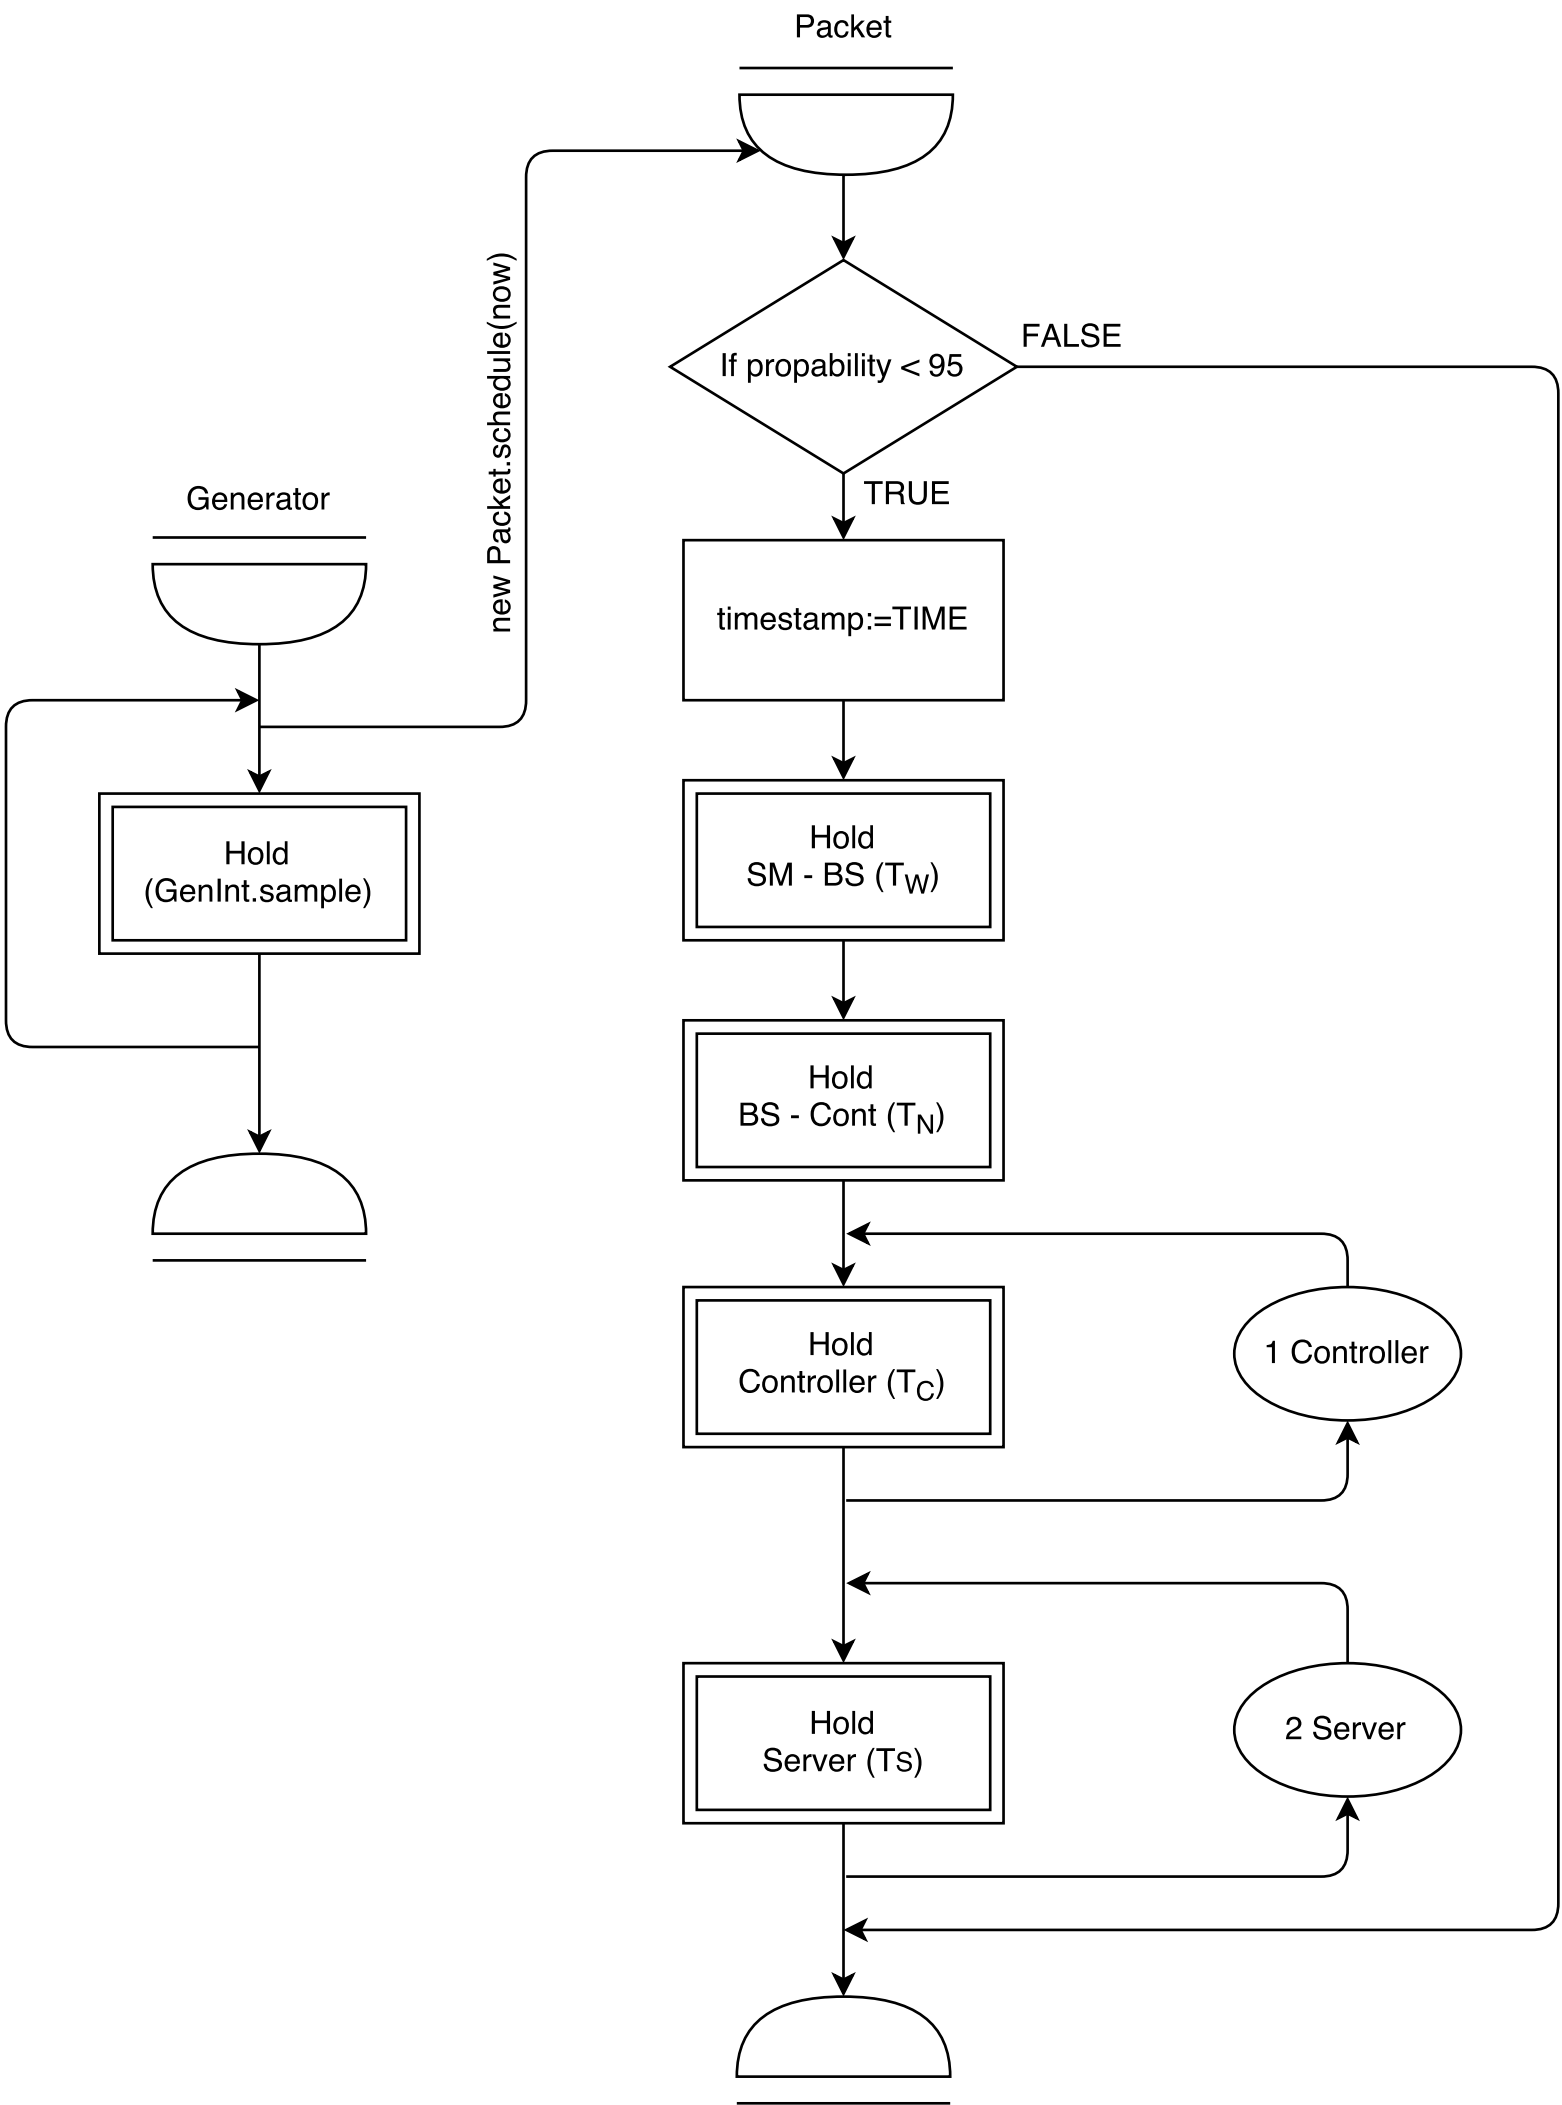 Packet
new Packet.schedule(now)
If propability < 95
FALSE
TRUE
Generator
timestamp:=TIME
Hold
(GenInt.sample)
Hold
SM - BS (TW)
Hold
BS - Cont (TN)
Hold
Controller (TC)
1 Controller
Hold
Server (TS)
2 Server